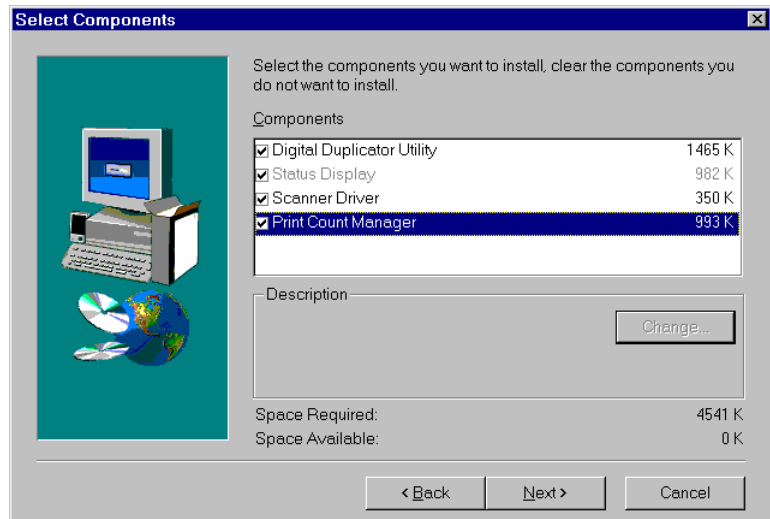 Select Components
Select the components you want to install, clear the components you
do not want to install.
Components
Digital Duplicator Utility 1465 K
Status Display 982 K
Scanner Driver 350 K
Print Count Manager 993 K
Description
Change...
Space Required: 4541 K
Space Available: 0 K
< Back Next > Cancel